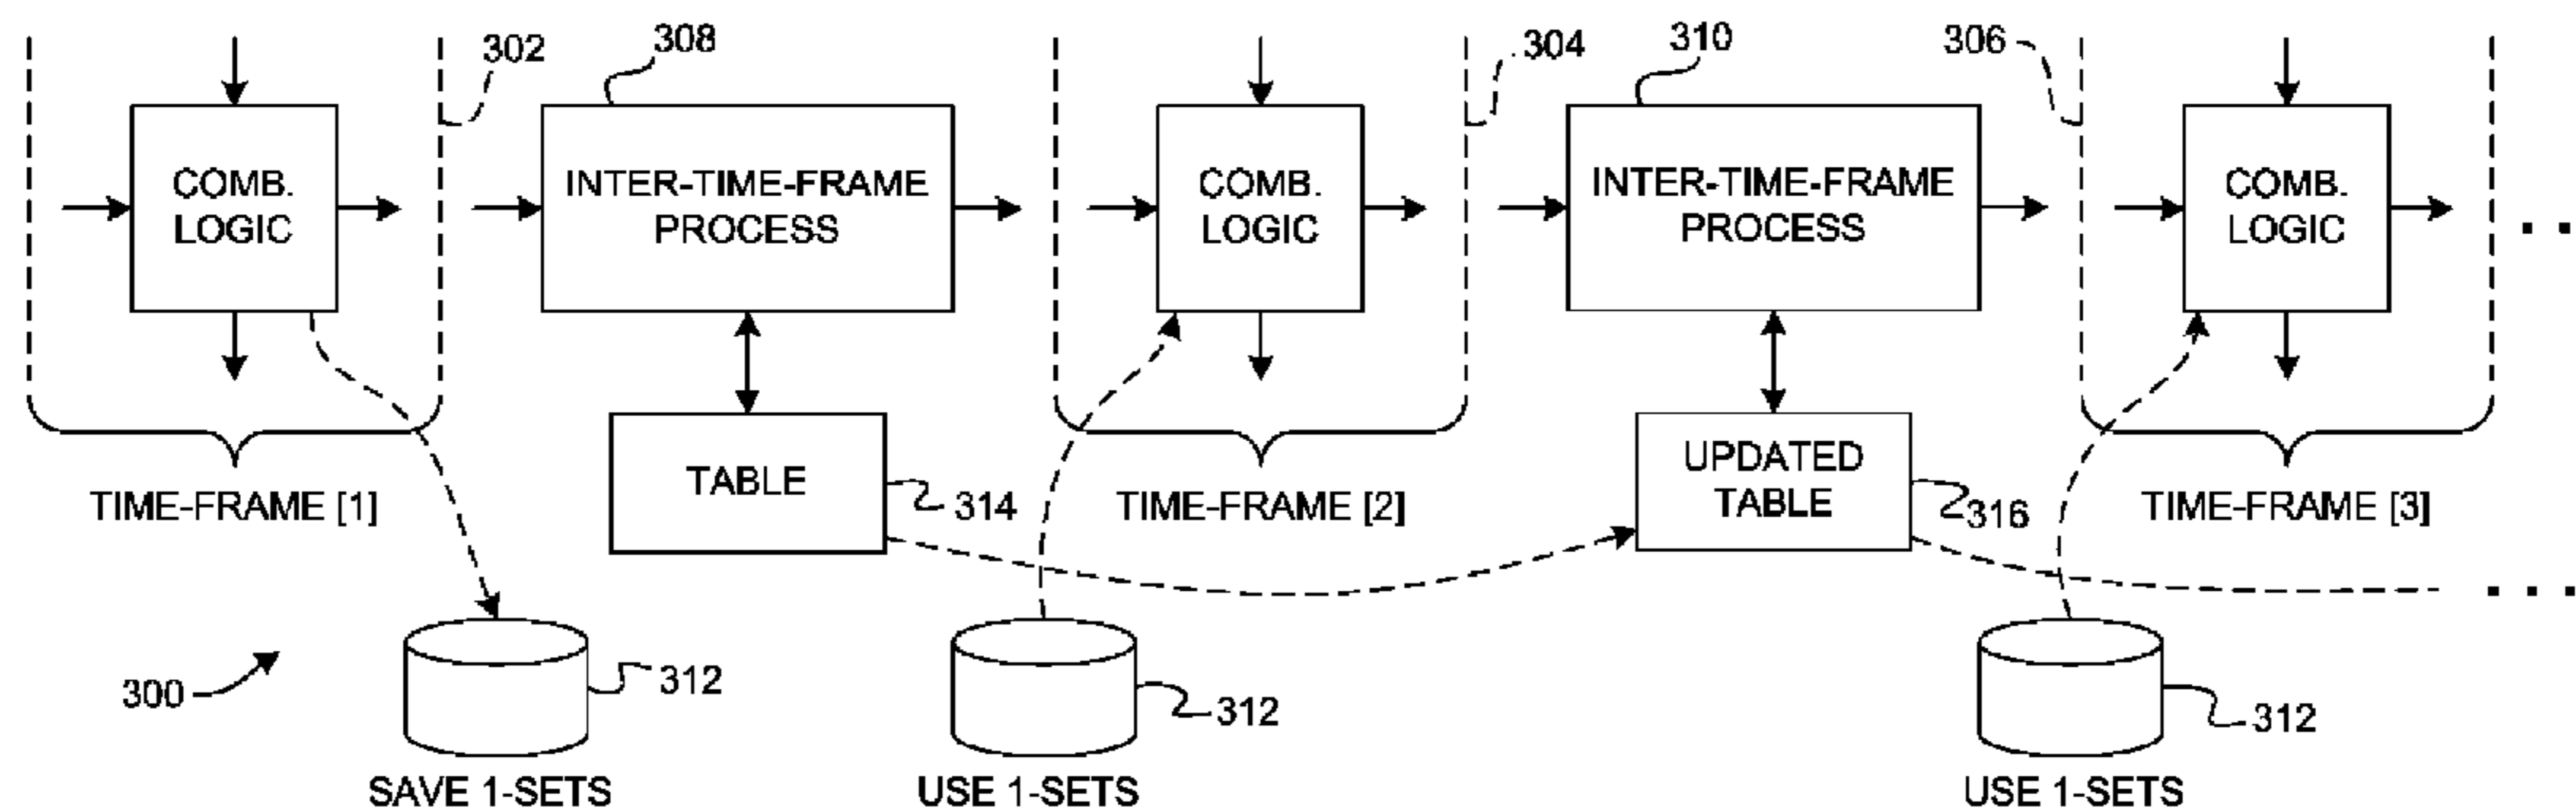 302
308
304
310
306
COMB.
LOGIC
INTER-TIME-FRAME
PROCESS
COMB.
LOGIC
INTER-TIME-FRAME
PROCESS
COMB.
LOGIC
. .
TIME-FRAME [1]
TABLE
314
TIME-FRAME [2]
UPDATED
TABLE
316
TIME-FRAME [3]
. . .
300
312
312
312
SAVE 1-SETS
USE 1-SETS
USE 1-SETS